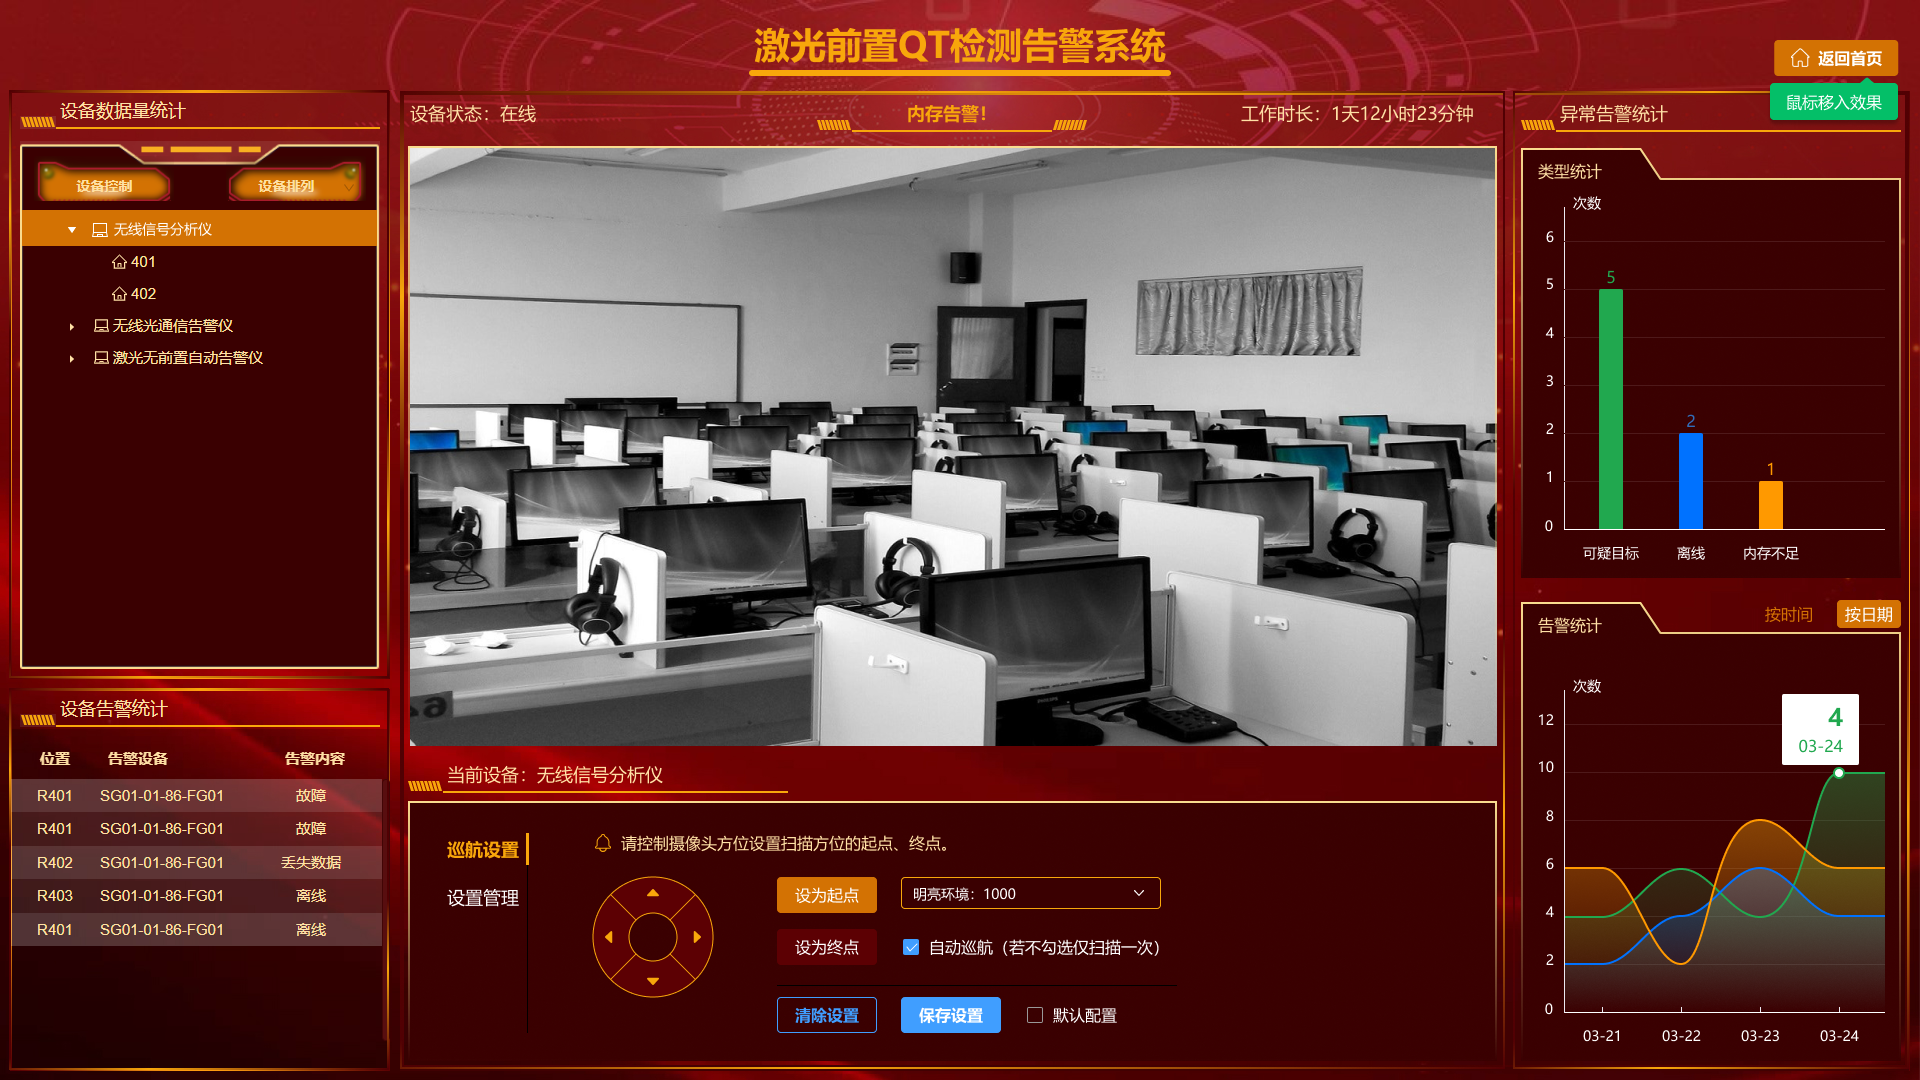 激光前置QT检测告警系统
返回首页
鼠标移入效果
设备数据量统计
设备控制
设备排列
无线信号分析仪
401
402
无线光通信告警仪
激光无前置自动告警仪
设备告警统计
位置 告警设备 告警内容
R401 SG01-01-86-FG01 故障
R401 SG01-01-86-FG01 故障
R402 SG01-01-86-FG01 丢失数据
R403 SG01-01-86-FG01 离线
R401 SG01-01-86-FG01 离线
设备状态：在线
内存告警！
工作时长：1天12小时23分钟
当前设备：无线信号分析仪
巡航设置
设置管理
请控制摄像头方位设置扫描方位的起点、终点。
设为起点
明亮环境：1000
设为终点
自动巡航（若不勾选仅扫描一次）
清除设置
保存设置
默认配置
异常告警统计
类型统计
次数
6
5
4
3
2
1
0
5
2
1
可疑目标 离线 内存不足
告警统计
按时间
按日期
次数
12
10
8
6
4
2
0
4
03-24
03-21 03-22 03-23 03-24